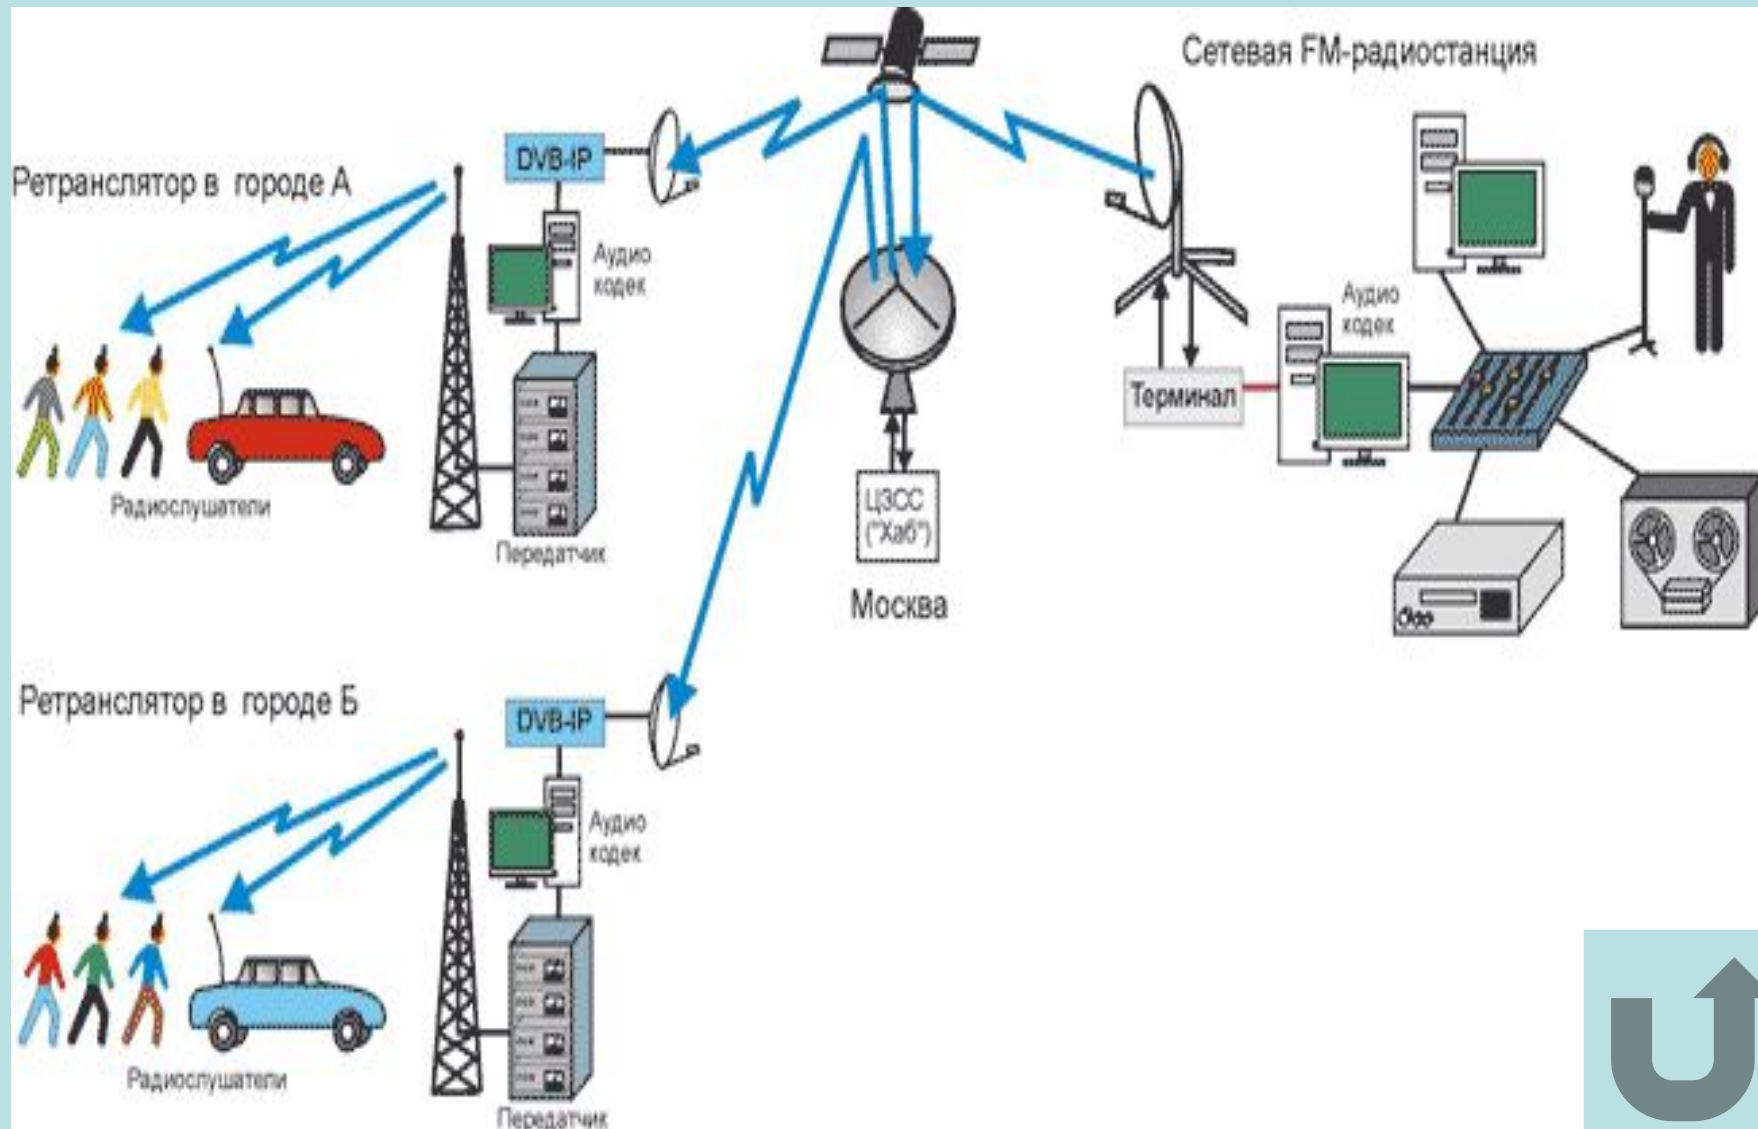 Сетевая FM-радиостанция
Ретранслятор в городе А
DVB-IP
Аудио
кодек
Радиослушатели
Передатчик
ЦЗСС
("Хаб")
Москва
Терминал
Аудио
кодек
Ретранслятор в городе Б
DVB-IP
Аудио
кодек
Радиослушатели
Передатчик